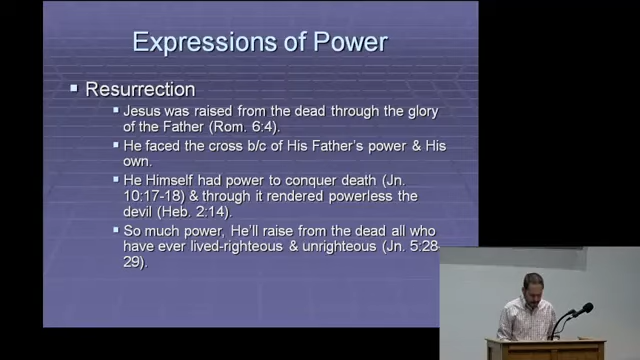 Expressions of Power
Resurrection
Jesus was raised from the dead through the glory
of the Father (Rom. 6:4).
He faced the cross b/c of His Father's power & His
own.
He Himself had power to conquer death (Jn.
10:17-18) & through it rendered powerless the
devil (Heb. 2:14).
So much power, He'll raise from the dead all who
have ever lived-righteous & unrighteous (Jn. 5:28-
29).